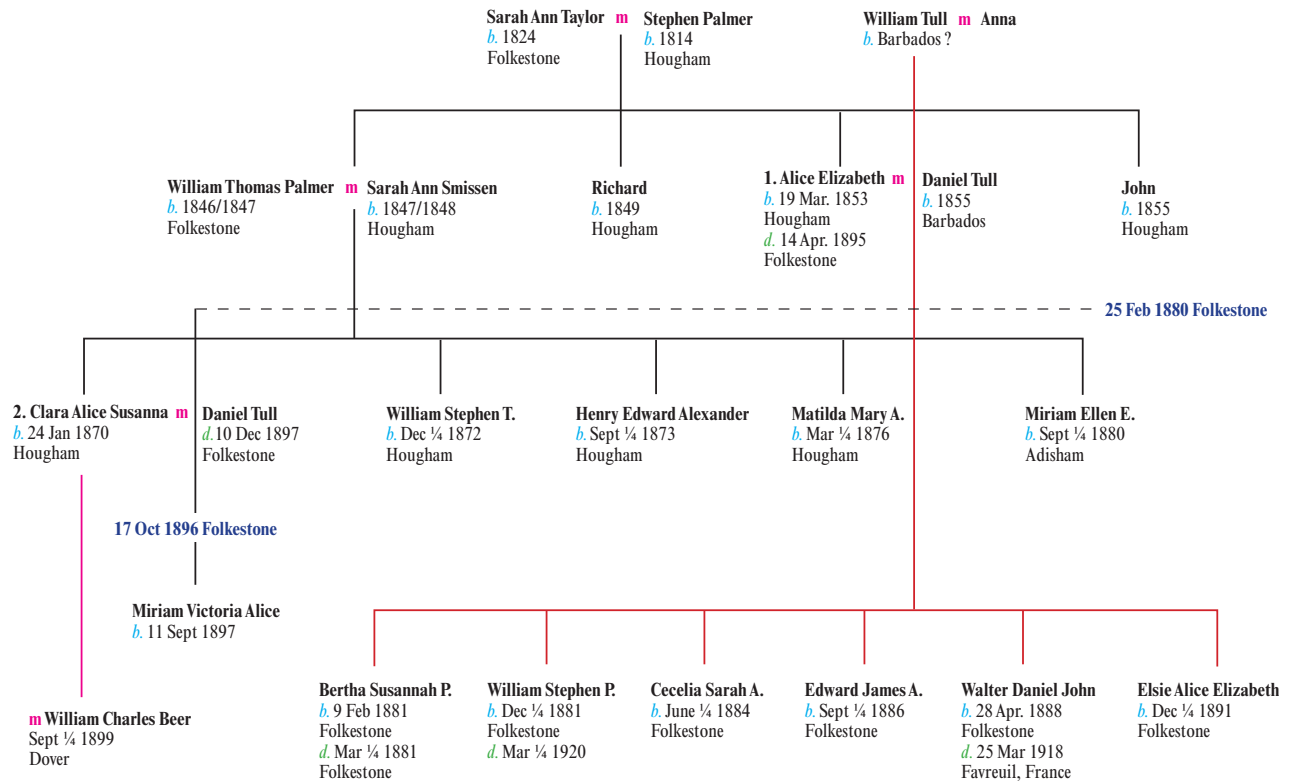 Sarah Ann Taylor m Stephen Palmer
b. 1824
Folkestone
b. 1814
Hougham
William Tull m Anna
b. Barbados ?
William Thomas Palmer m Sarah Ann Smissen
b. 1846/1847
Folkestone
b. 1847/1848
Hougham
Richard
b. 1849
Hougham
1. Alice Elizabeth m Daniel Tull
b. 19 Mar. 1853
Hougham
d. 14 Apr. 1895
Folkestone
b. 1855
Barbados
John
b. 1855
Hougham
25 Feb 1880 Folkestone
2. Clara Alice Susanna m Daniel Tull
b. 24 Jan 1870
Hougham
d. 10 Dec 1897
Folkestone
William Stephen T.
b. Dec ¼ 1872
Hougham
Henry Edward Alexander
b. Sept ¼ 1873
Hougham
Matilda Mary A.
b. Mar ¼ 1876
Hougham
Miriam Ellen E.
b. Sept ¼ 1880
Adisham
17 Oct 1896 Folkestone
Miriam Victoria Alice
b. 11 Sept 1897
m William Charles Beer
Sept ¼ 1899
Dover
Bertha Susannah P.
b. 9 Feb 1881
Folkestone
d. Mar ¼ 1881
Folkestone
William Stephen P.
b. Dec ¼ 1881
Folkestone
d. Mar ¼ 1920
Cecelia Sarah A.
b. June ¼ 1884
Folkestone
Edward James A.
b. Sept ¼ 1886
Folkestone
Walter Daniel John
b. 28 Apr. 1888
Folkestone
d. 25 Mar 1918
Favreuil, France
Elsie Alice Elizabeth
b. Dec ¼ 1891
Folkestone